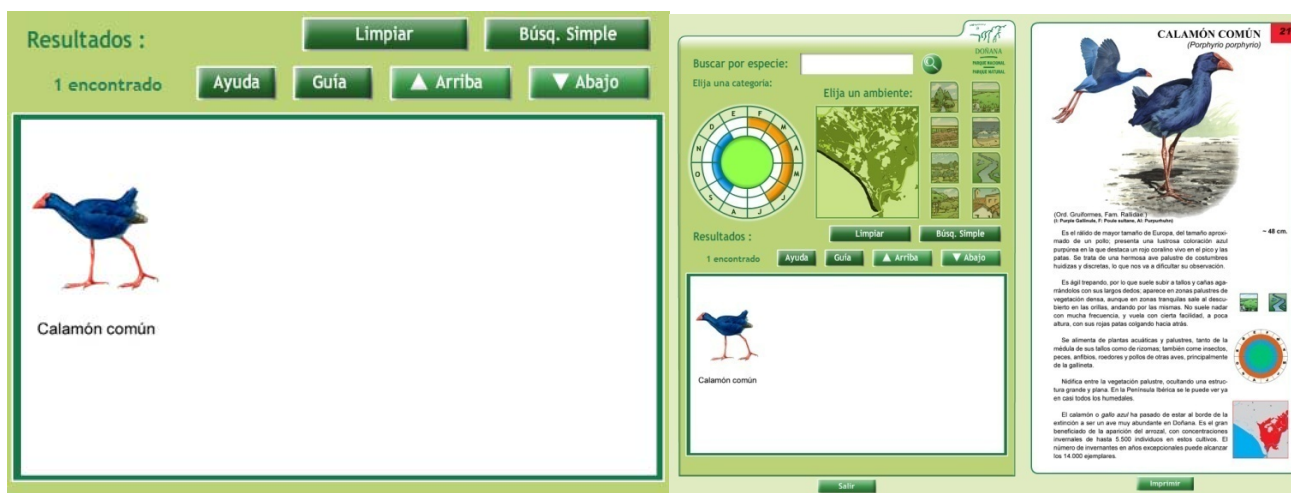 Resultados :
Limpiar
Búsq. Simple
1 encontrado
Ayuda
Guía
▲ Arriba
▼ Abajo
Calamón común
DOÑANA
PARQUE NACIONAL
PARQUE NATURAL
Buscar por especie:
Elija una categoría:
Elija un ambiente:
E
F
M
A
M
J
J
A
S
O
N
D
Resultados :
Limpiar
Búsq. Simple
1 encontrado
Ayuda
Guía
▲ Arriba
▼ Abajo
Calamón común
Salir
CALAMÓN COMÚN
(Porphyrio porphyrio)
(Ord. Gruiformes, Fam. Rallidae.)
(I: Purple Gallinule, F: Poule sultane, Al: Purpurhuhn)
~ 48 cm.
Es el rálido de mayor tamaño de Europa, del tamaño aproxi-
mado de un pollo; presenta una lustrosa coloración azul
purpúrea en la que destaca un rojo coralino vivo en el pico y las
patas. Se trata de una hermosa ave palustre de costumbres
huidizas y discretas, lo que nos va a dificultar su observación.
Es ágil trepando, por lo que suele subir a tallos y cañas aga-
rrándolos con sus largos dedos; aparece en zonas palustres de
vegetación densa, aunque en zonas tranquilas sale al descu-
bierto en las orillas, andando por las mismas. No suele nadar
con mucha frecuencia, y vuela con cierta facilidad, a poca
altura, con sus rojas patas colgando hacia atrás.
Se alimenta de plantas acuáticas y palustres, tanto de la
médula de sus tallos como de rizomas; también come insectos,
peces, anfibios, roedores y pollos de otras aves, principalmente
de la gallineta.
Nidifica entre la vegetación palustre, ocultando una estruc-
tura grande y plana. En la Península Ibérica se le puede ver ya
en casi todos los humedales.
El calamón o gallo azul ha pasado de estar al borde de la
extinción a ser un ave muy abundante en Doñana. Es el gran
beneficiado de la aparición del arrozal, con concentraciones
invernales de hasta 5.500 individuos en estos cultivos. El
número de invernantes en años excepcionales puede alcanzar
los 14.000 ejemplares.
Imprimir